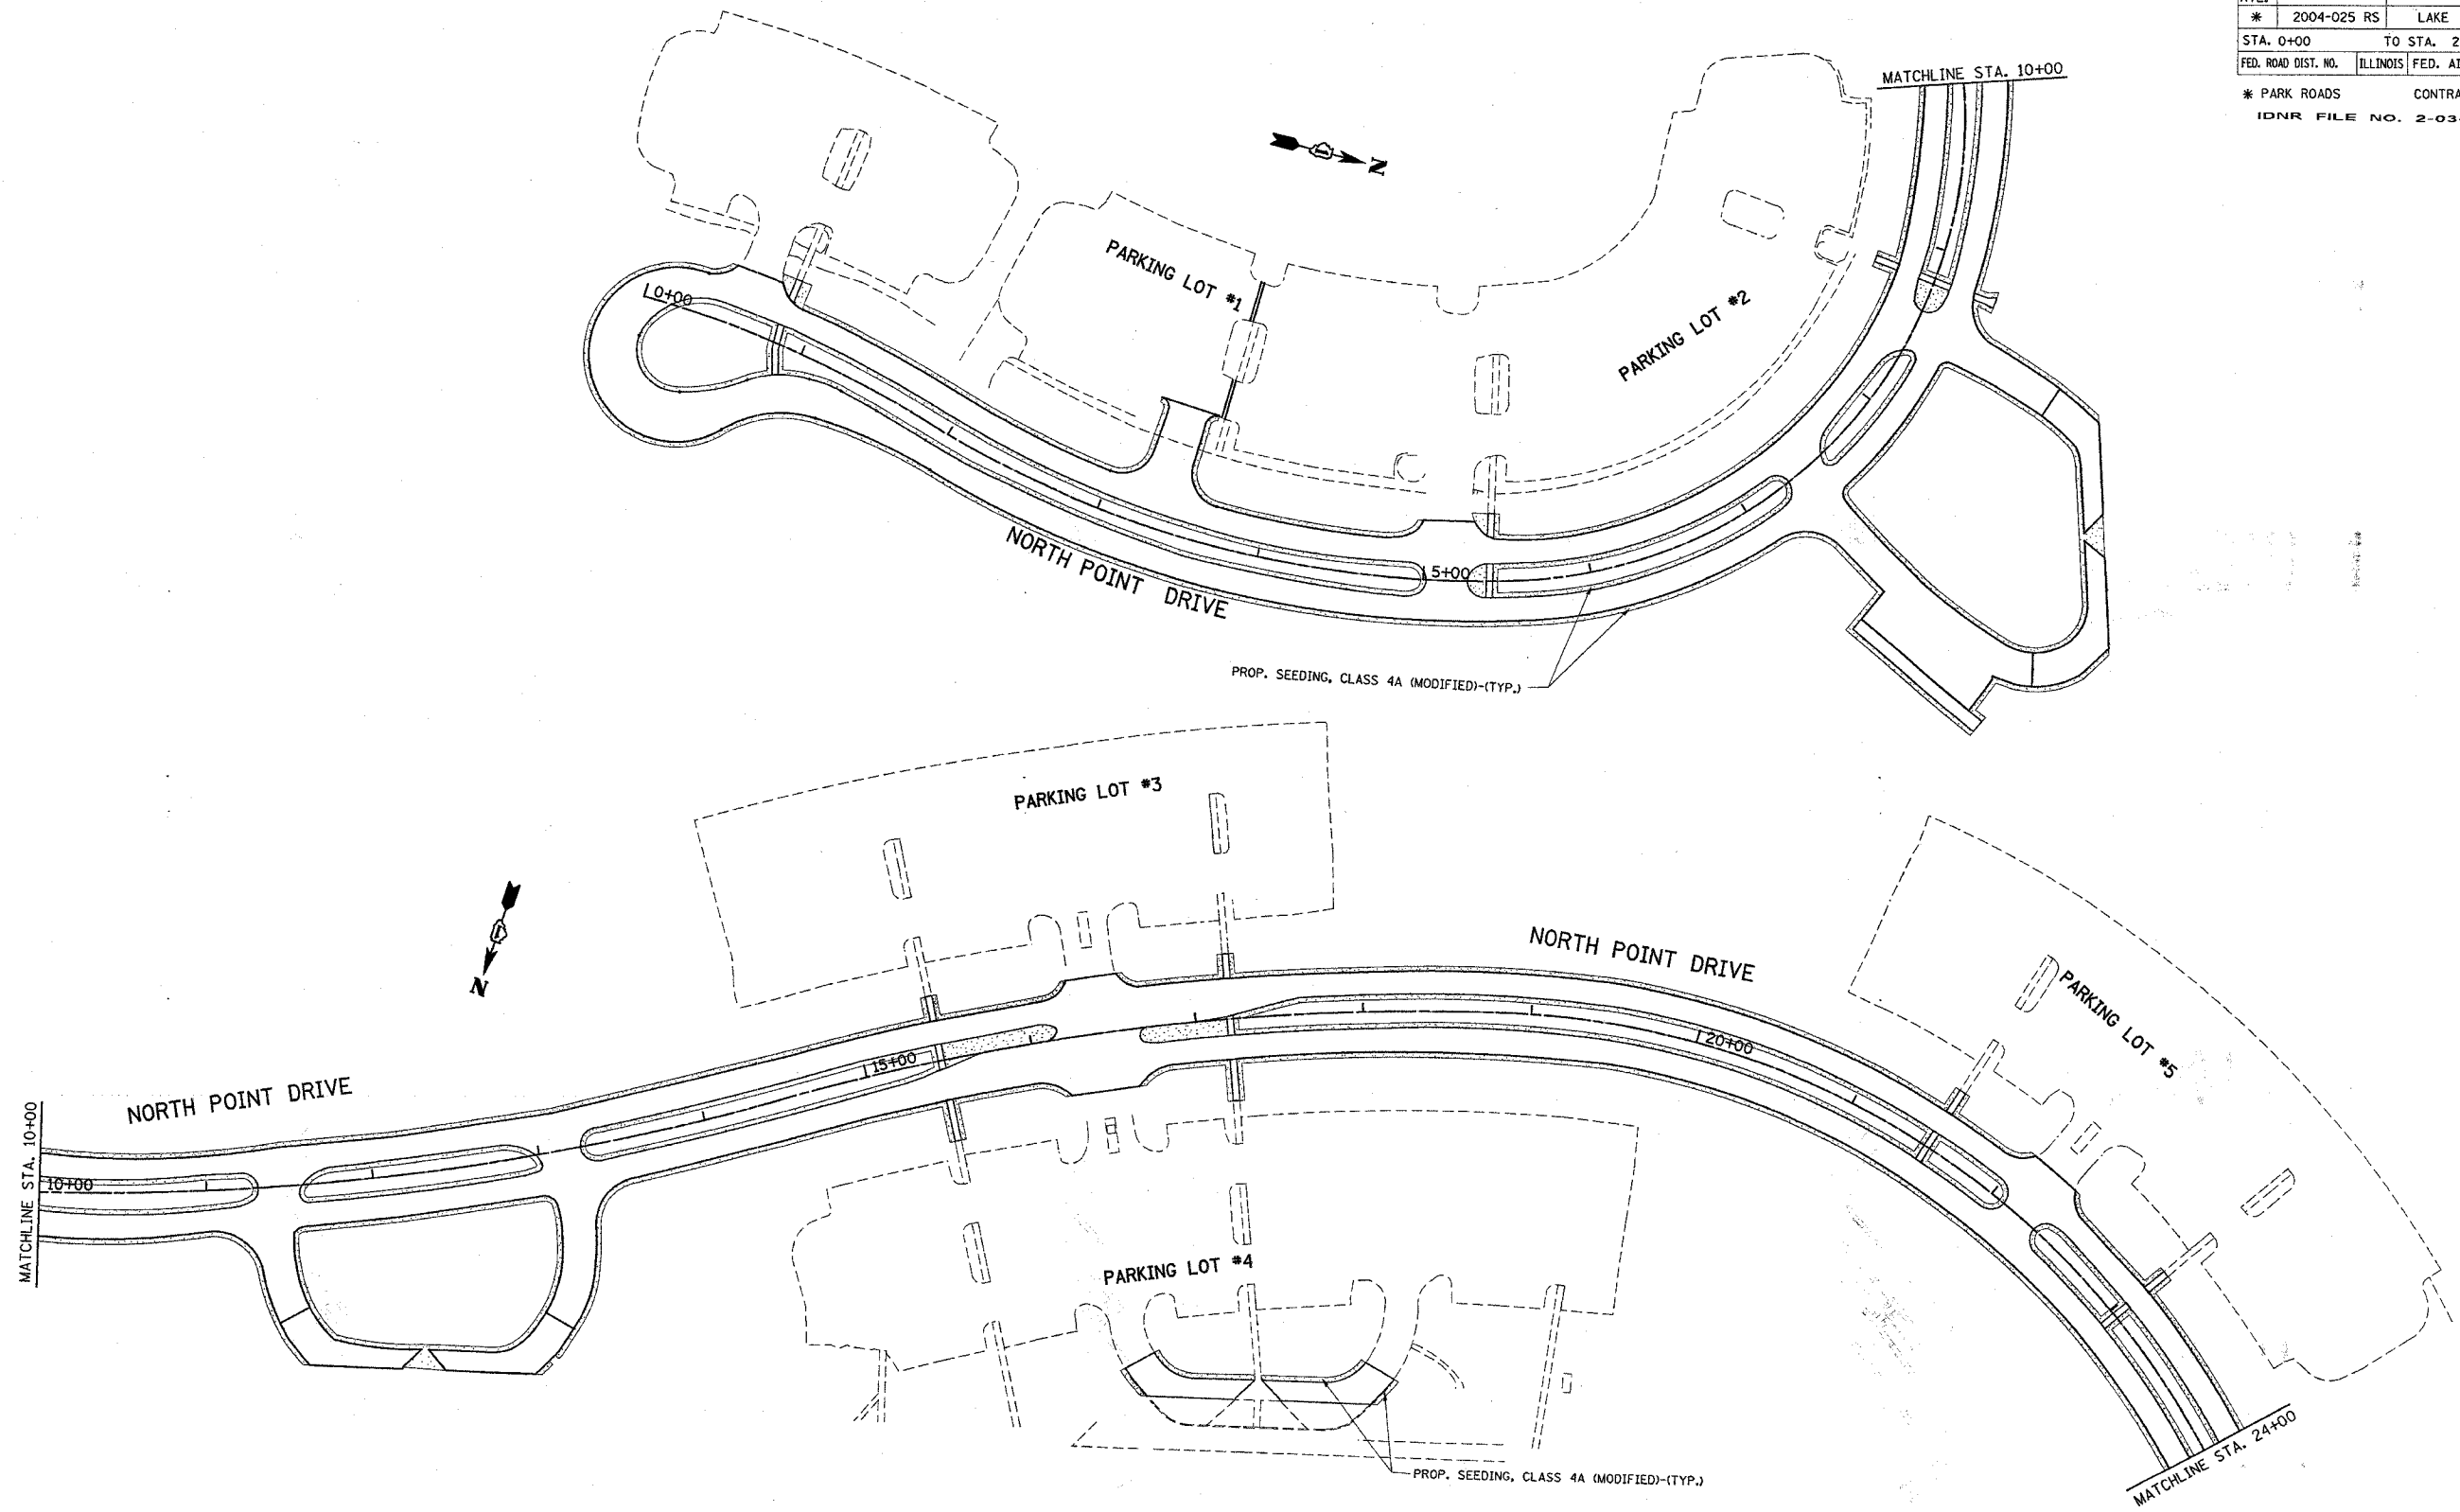 * 2004-025 RS LAKE
STA. 0+00 TO STA. 2
FED. ROAD DIST. NO. ILLINOIS FED. AI
* PARK ROADS CONTRA
IDNR FILE NO. 2-03-
MATCHLINE STA. 10+00
N
0+00
PARKING LOT #1
PARKING LOT #2
NORTH POINT DRIVE
5+00
PROP. SEEDING, CLASS 4A (MODIFIED)-(TYP.)
PARKING LOT #3
NORTH POINT DRIVE
PARKING LOT #5
N
20+00
15+00
NORTH POINT DRIVE
MATCHLINE STA. 10+00
10+00
PARKING LOT #4
PROP. SEEDING, CLASS 4A (MODIFIED)-(TYP.)
MATCHLINE STA. 24+00